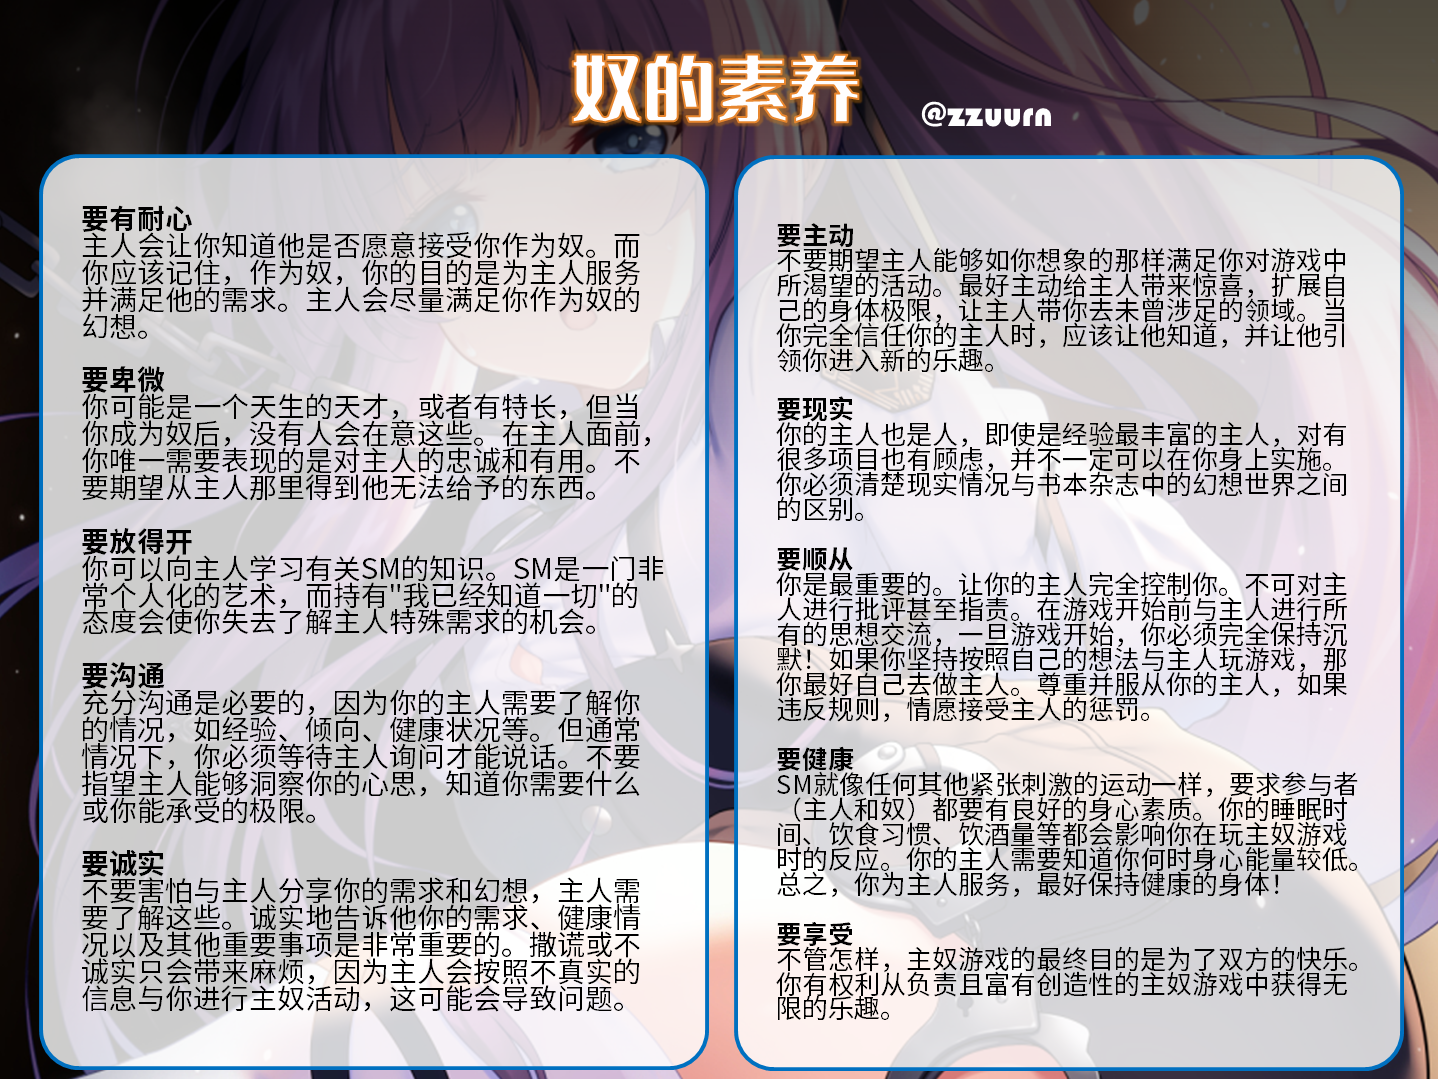 奴的素养
@zzuurn
要有耐心
主人会让你知道他是否愿意接受你作为奴。而
你应该记住，作为奴，你的目的是为主人服务
并满足他的需求。主人会尽量满足你作为奴的
幻想。
要卑微
你可能是一个天生的天才，或者有特长，但当
你成为奴后，没有人会在意这些。在主人面前，
你唯一需要表现的是对主人的忠诚和有用。不
要期望从主人那里得到他无法给予的东西。
要放得开
你可以向主人学习有关SM的知识。SM是一门非
常个人化的艺术，而持有"我已经知道一切"的
态度会使你失去了解主人特殊需求的机会。
要沟通
充分沟通是必要的，因为你的主人需要了解你
的情况，如经验、倾向、健康状况等。但通常
情况下，你必须等待主人询问才能说话。不要
指望主人能够洞察你的心思，知道你需要什么
或你能承受的极限。
要诚实
不要害怕与主人分享你的需求和幻想，主人需
要了解这些。诚实地告诉他你的需求、健康情
况以及其他重要事项是非常重要的。撒谎或不
诚实只会带来麻烦，因为主人会按照不真实的
信息与你进行主奴活动，这可能会导致问题。
要主动
不要期望主人能够如你想象的那样满足你对游戏中
所渴望的活动。最好主动给主人带来惊喜，扩展自
己的身体极限，让主人带你去未曾涉足的领域。当
你完全信任你的主人时，应该让他知道，并让他引
领你进入新的乐趣。
要现实
你的主人也是人，即使是经验最丰富的主人，对有
很多项目也有顾虑，并不一定可以在你身上实施。
你必须清楚现实情况与书本杂志中的幻想世界之间
的区别。
要顺从
你是最重要的。让你的主人完全控制你。不可对主
人进行批评甚至指责。在游戏开始前与主人进行所
有的思想交流，一旦游戏开始，你必须完全保持沉
默！如果你坚持按照自己的想法与主人玩游戏，那
你最好自己去做主人。尊重并服从你的主人，如果
违反规则，情愿接受主人的惩罚。
要健康
SM就像任何其他紧张刺激的运动一样，要求参与者
（主人和奴）都要有良好的身心素质。你的睡眠时
间、饮食习惯、饮酒量等都会影响你在玩主奴游戏
时的反应。你的主人需要知道你何时身心能量较低。
总之，你为主人服务，最好保持健康的身体！
要享受
不管怎样，主奴游戏的最终目的是为了双方的快乐。
你有权利从负责且富有创造性的主奴游戏中获得无
限的乐趣。